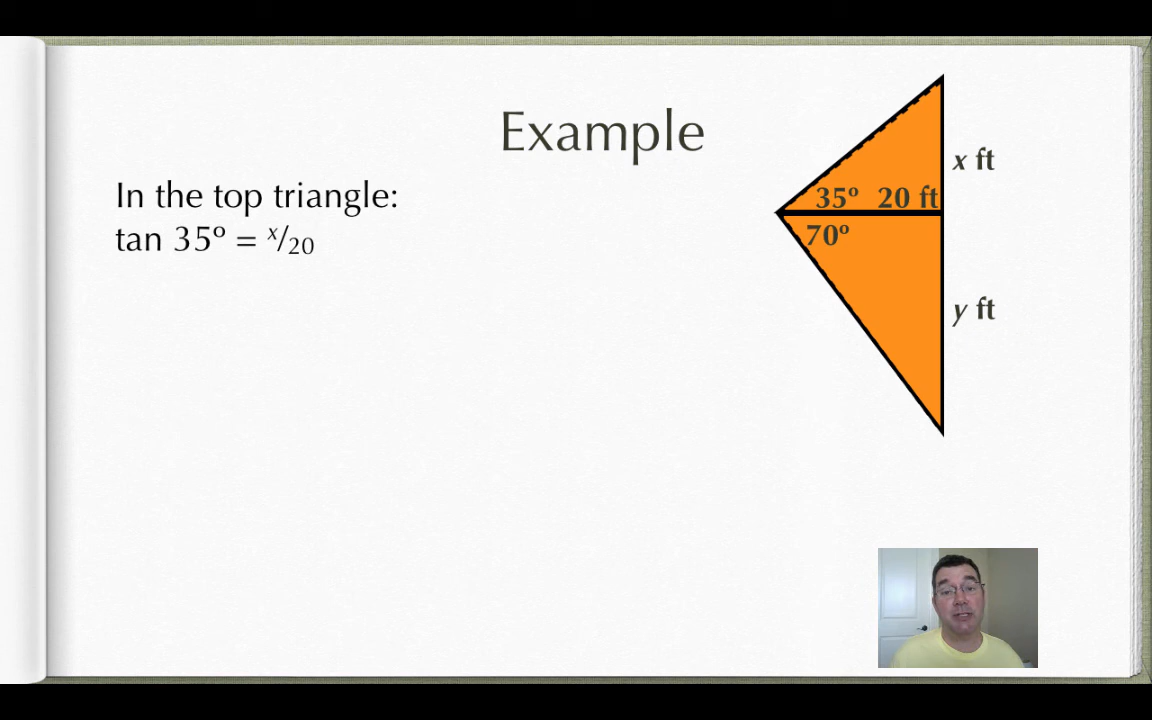 Example
In the top triangle:
tan 35º = x/20
x ft
35º 20 ft
70º
y ft